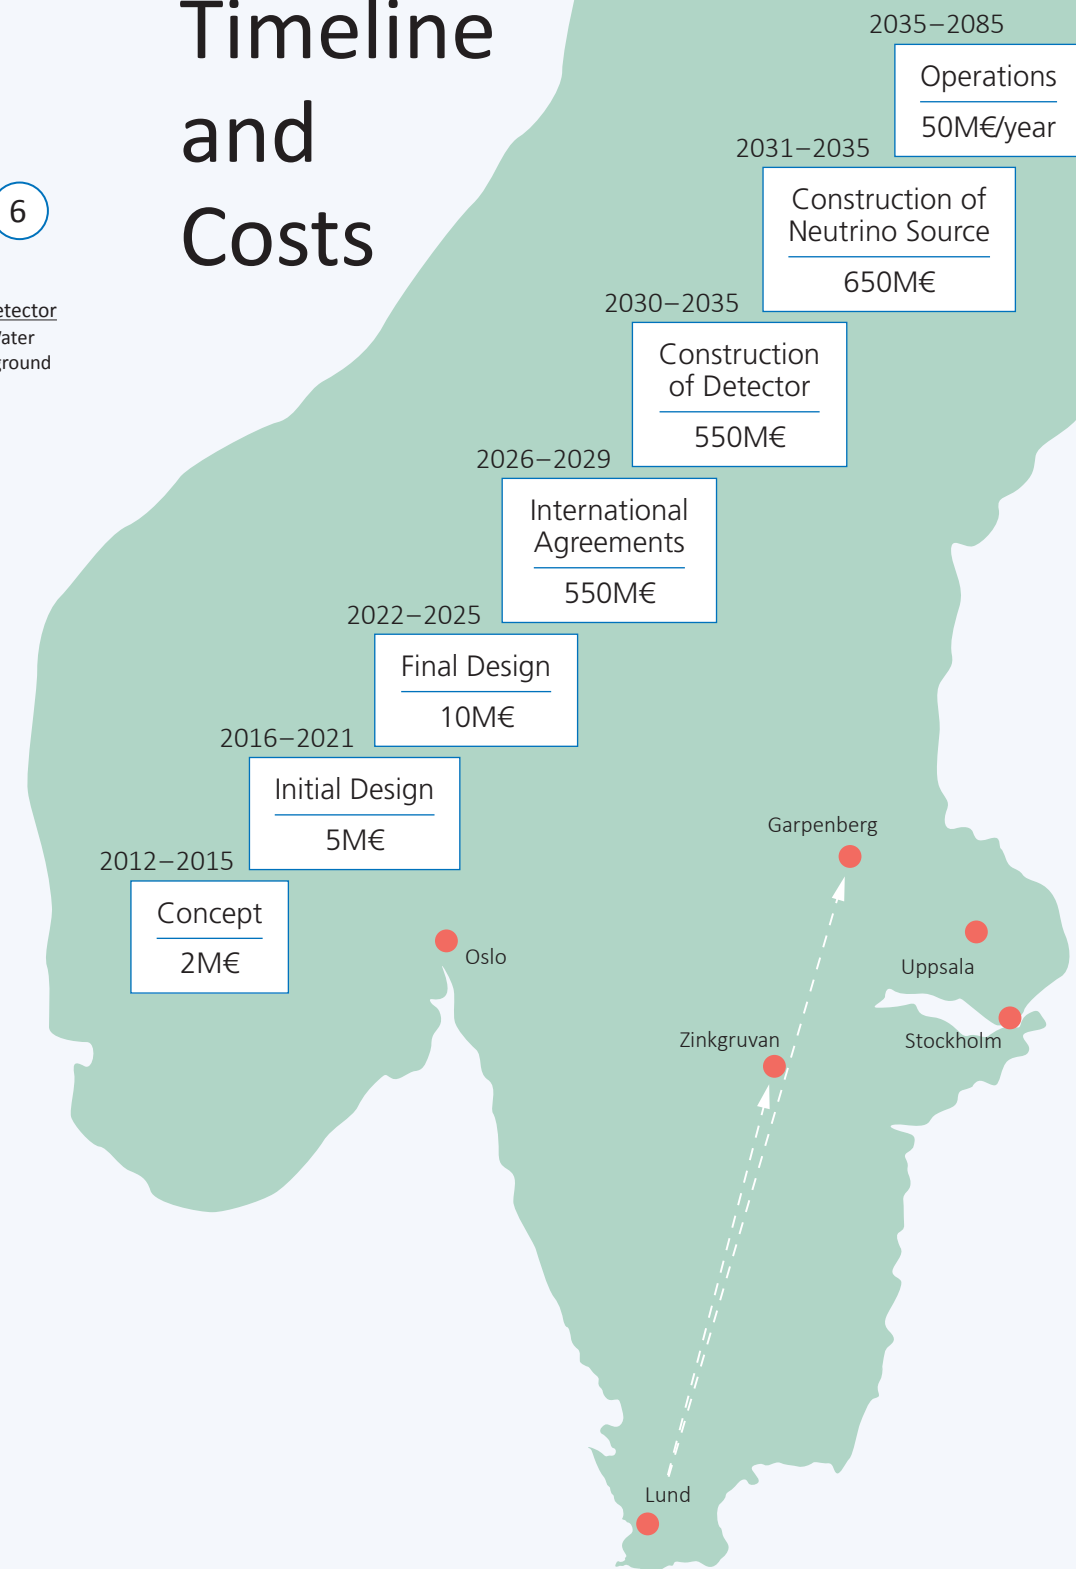 Timeline
and
Costs
6
etector
ater
ground
2035–2085
Operations
50M€/year
2031–2035
Construction of
Neutrino Source
650M€
2030–2035
Construction
of Detector
550M€
2026–2029
International
Agreements
550M€
2022–2025
Final Design
10M€
2016–2021
Initial Design
5M€
2012–2015
Concept
2M€
Garpenberg
Oslo
Uppsala
Zinkgruvan
Stockholm
Lund